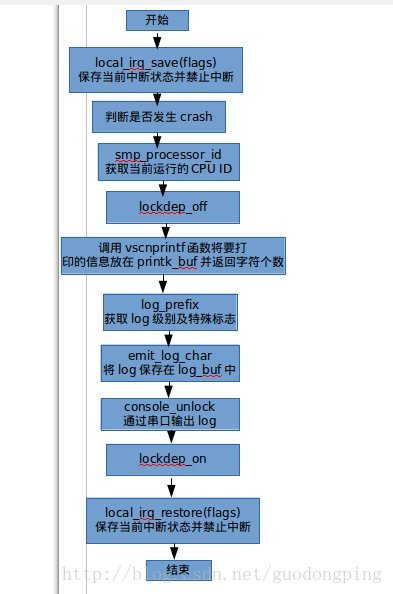 开始
local_irq_save(flags)
保存当前中断状态并禁止中断
判断是否发生 crash
smp_processor_id
获取当前运行的 CPU ID
lockdep_off
调用 vscnprintf 函数将要打
印的信息放在 printk_buf 并返回字符个数
log_prefix
获取 log 级别及特殊标志
emit_log_char
将 log 保存在 log_buf 中
console_unlock
通过串口输出 log
lockdep_on
local_irq_restore(flags)
保存当前中断状态并禁止中断
结束
http://blog.csdn.net/guodongping